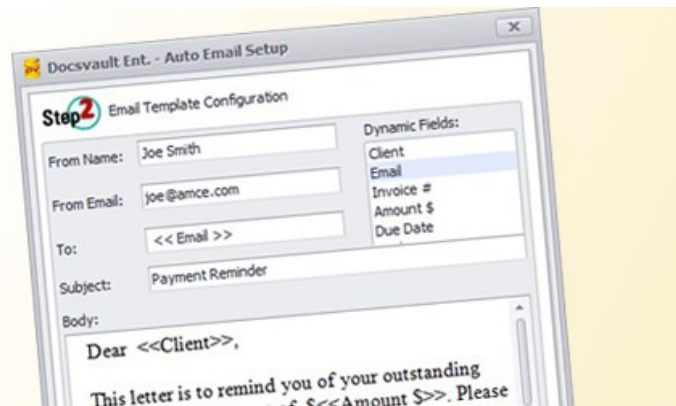 Docsvault Ent. - Auto Email Setup
Step2 Email Template Configuration
From Name: Joe Smith
From Email: joe@amce.com
To: << Email >>
Dynamic Fields:
Client
Email
Invoice #
Amount $
Due Date
Subject: Payment Reminder
Body:
Dear <<Client>>,
This letter is to remind you of your outstanding
of $<<Amount $>>. Please